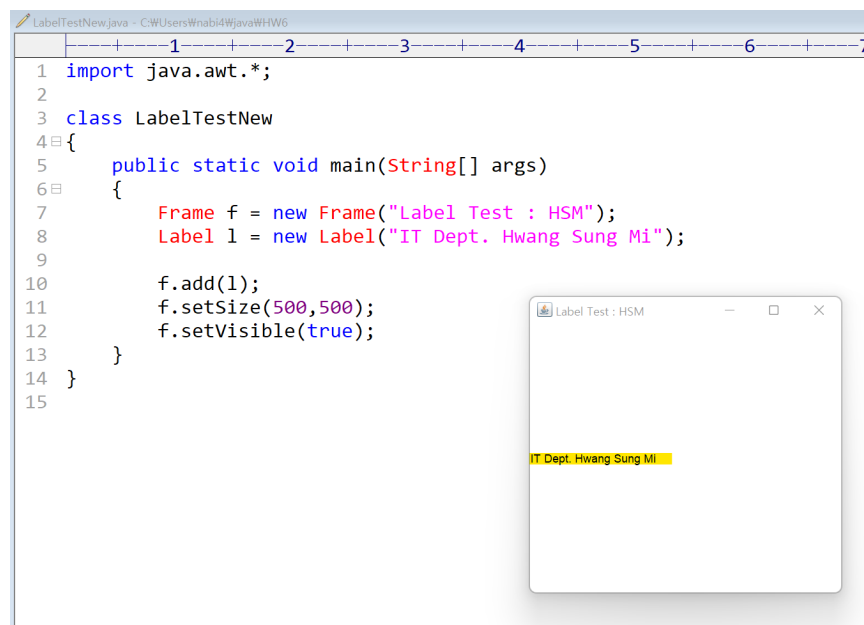 LabelTestNew.java - C:₩Users₩nabi4₩java₩HW6
----+----1----+----2----+----3----+----4----+----5----+----6----+----7
1 import java.awt.*;
2
3 class LabelTestNew
4 {
5 public static void main(String[] args)
6 {
7 Frame f = new Frame("Label Test : HSM");
8 Label l = new Label("IT Dept. Hwang Sung Mi");
9
10 f.add(l);
11 f.setSize(500,500);
12 f.setVisible(true);
13 }
14 }
15
Label Test : HSM
IT Dept. Hwang Sung Mi